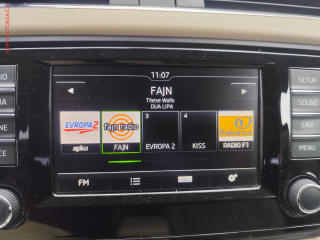 11:07
FAJN
These Walls
DUA LIPA
EVROPA 2
fajn radio
3
4
apku
FAJN
EVROPA 2
KISS
RADIO F1
FM
SETUP
SOUND
CAR
MENU